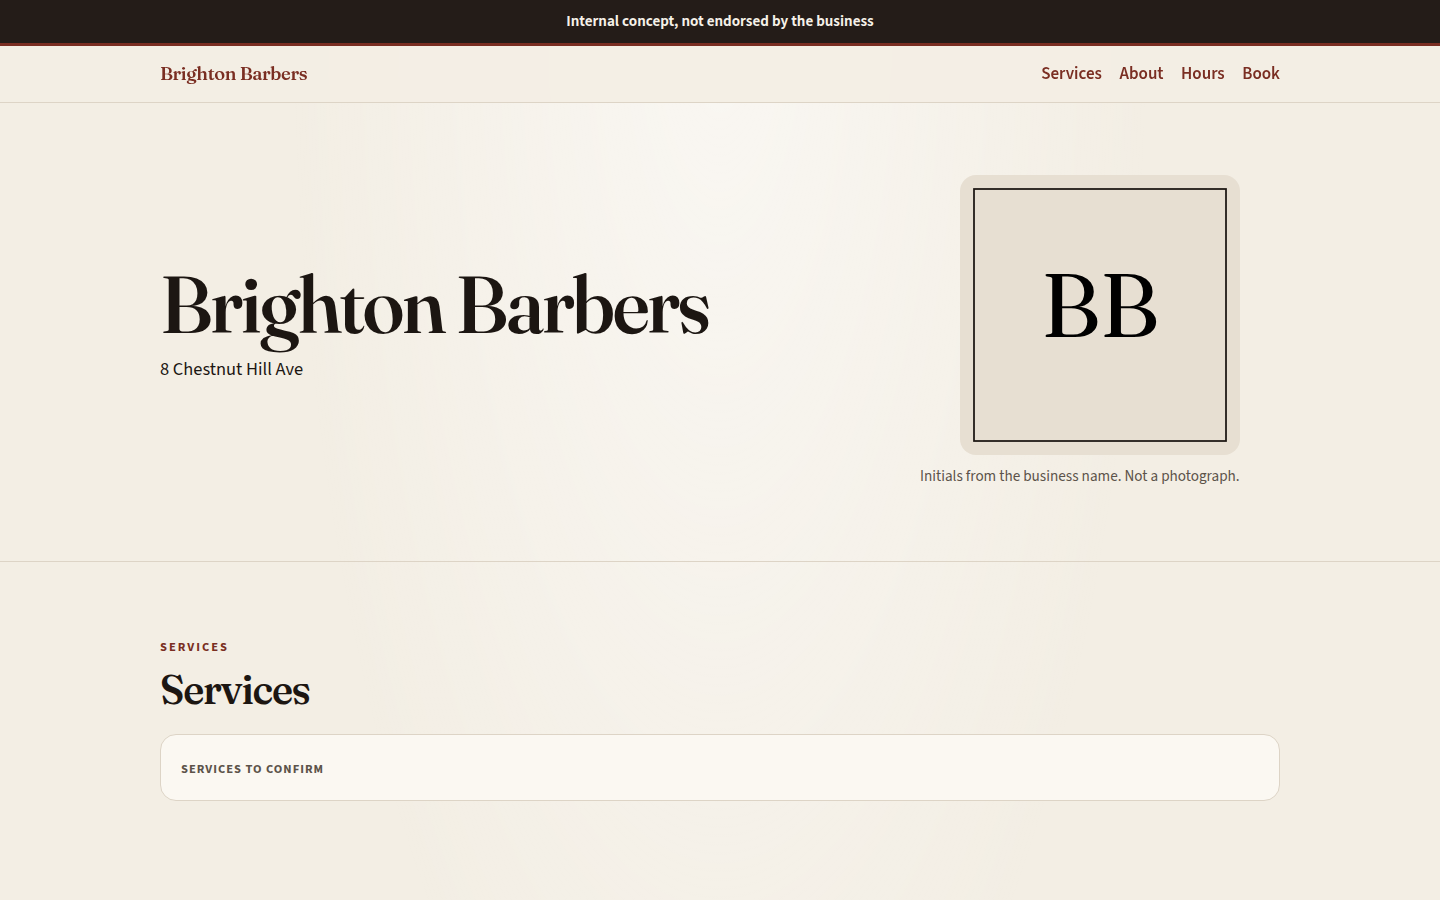 Internal concept, not endorsed by the business
Brighton Barbers
Services About Hours Book
Brighton Barbers
8 Chestnut Hill Ave
BB
Initials from the business name. Not a photograph.
SERVICES
Services
SERVICES TO CONFIRM